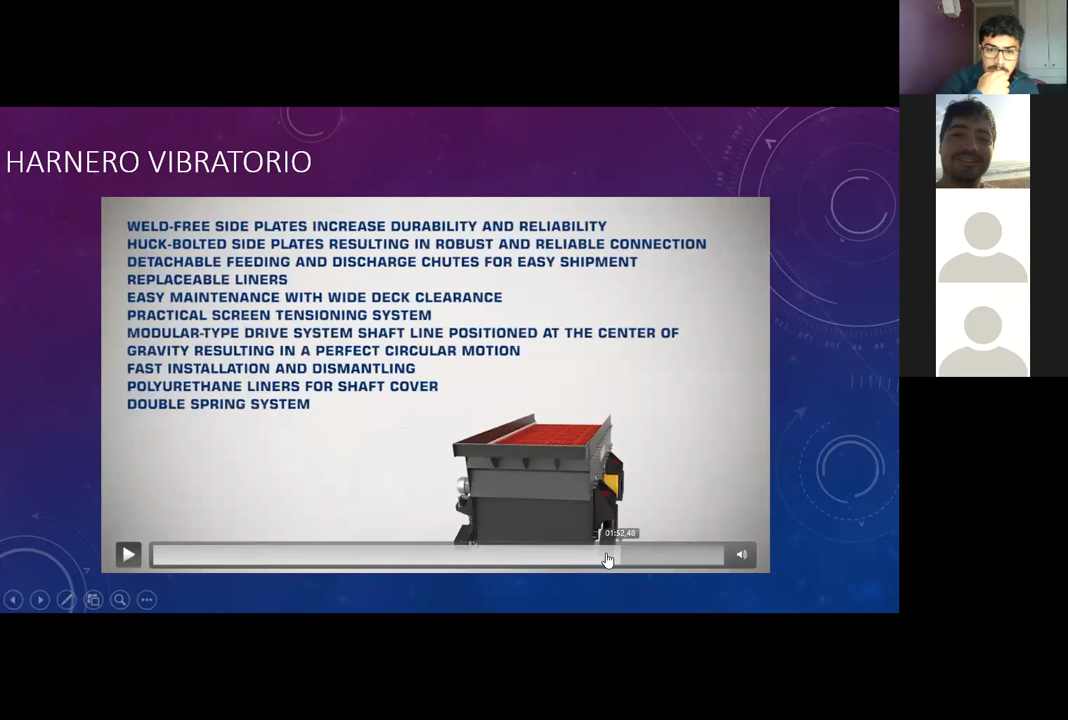 HARNERO VIBRATORIO
WELD-FREE SIDE PLATES INCREASE DURABILITY AND RELIABILITY
HUCK-BOLTED SIDE PLATES RESULTING IN ROBUST AND RELIABLE CONNECTION
DETACHABLE FEEDING AND DISCHARGE CHUTES FOR EASY SHIPMENT
REPLACEABLE LINERS
EASY MAINTENANCE WITH WIDE DECK CLEARANCE
PRACTICAL SCREEN TENSIONING SYSTEM
MODULAR-TYPE DRIVE SYSTEM SHAFT LINE POSITIONED AT THE CENTER OF
GRAVITY RESULTING IN A PERFECT CIRCULAR MOTION
FAST INSTALLATION AND DISMANTLING
POLYURETHANE LINERS FOR SHAFT COVER
DOUBLE SPRING SYSTEM
01:52,48